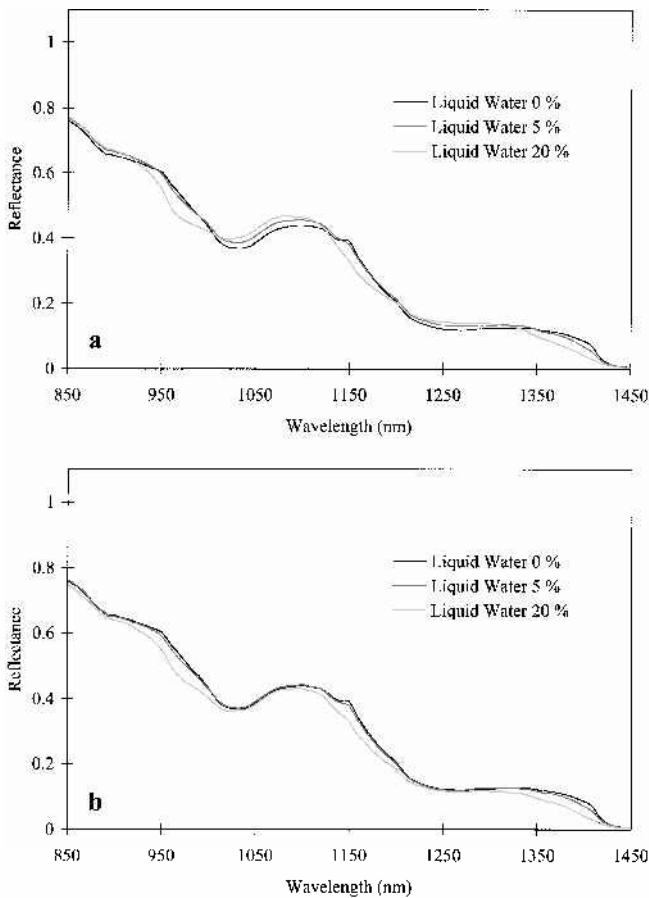 1
0.8
0.6
0.4
0.2
0
Reflectance
Liquid Water 0 %
Liquid Water 5 %
Liquid Water 20 %
a
850 950 1050 1150 1250 1350 1450
Wavelength (nm)
1
0.8
0.6
0.4
0.2
0
Reflectance
Liquid Water 0 %
Liquid Water 5 %
Liquid Water 20 %
b
850 950 1050 1150 1250 1350 1450
Wavelength (nm)